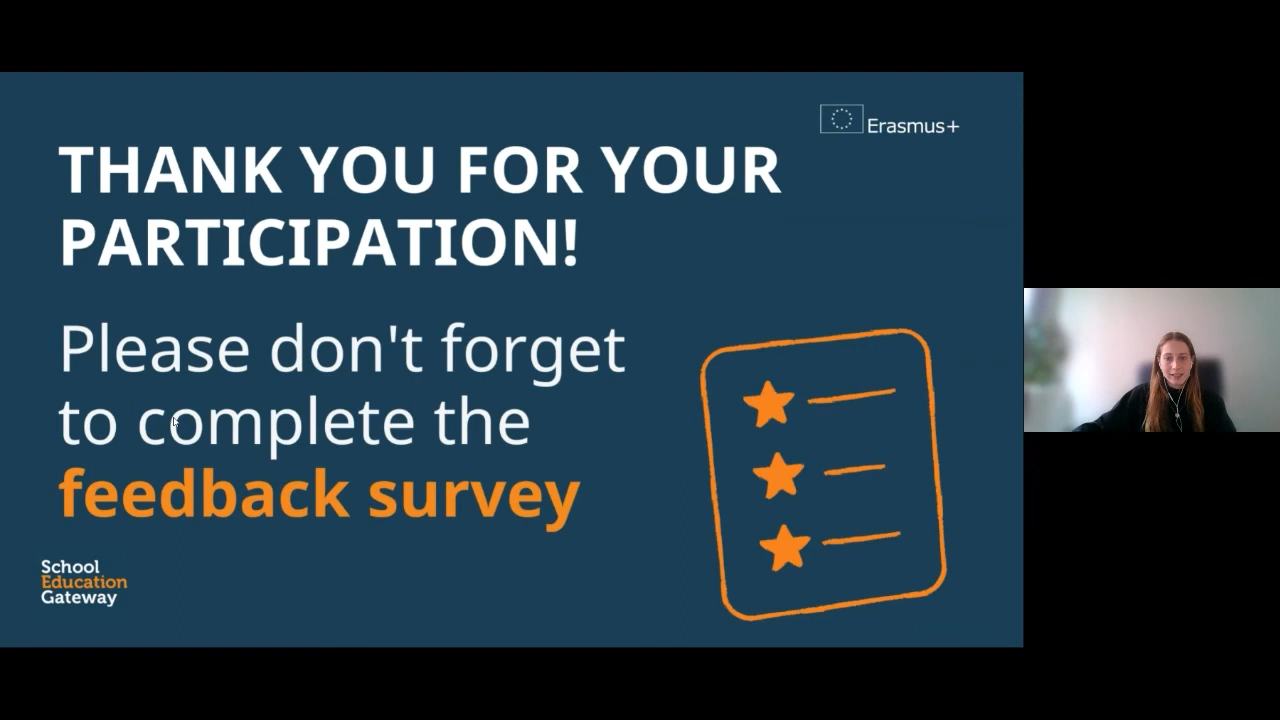 Erasmus+
THANK YOU FOR YOUR
PARTICIPATION!
Please don't forget
to complete the
feedback survey
School
Education
Gateway